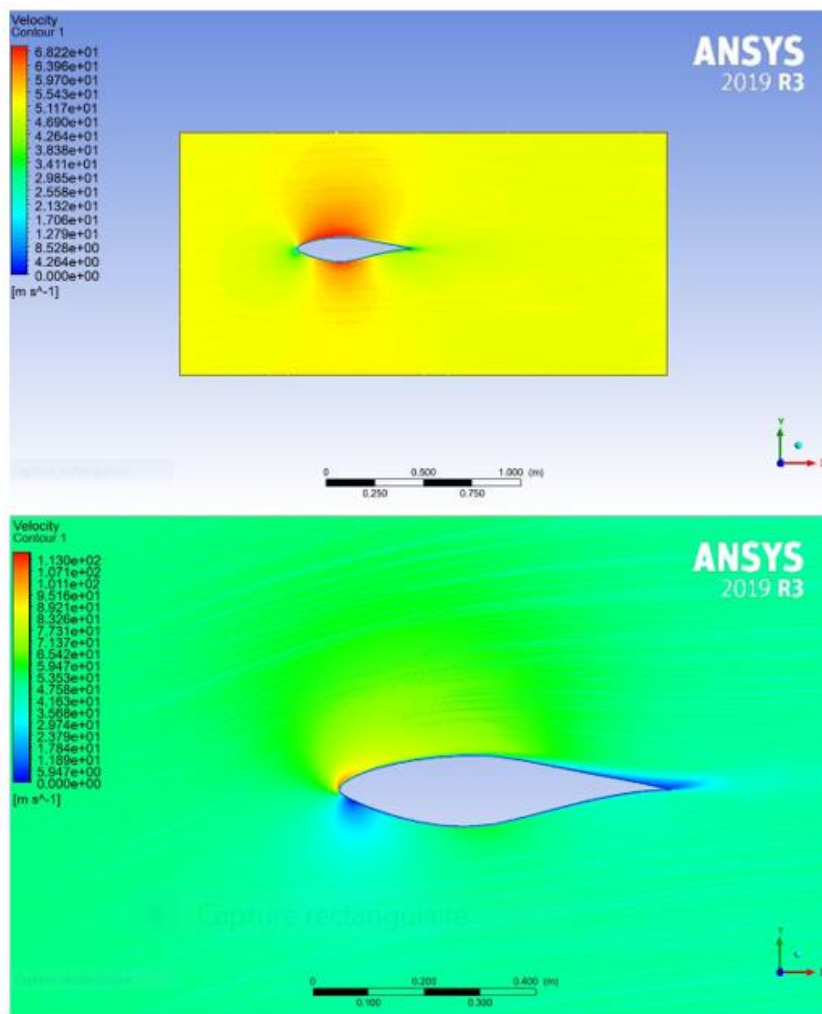 Velocity
Contour 1
6.822e+01
6.396e+01
5.970e+01
5.543e+01
5.117e+01
4.690e+01
4.264e+01
3.838e+01
3.411e+01
2.985e+01
2.558e+01
2.132e+01
1.706e+01
1.279e+01
8.528e+00
4.264e+00
0.000e+00
[m s^-1]
ANSYS
2019 R3
Y
X
0 0.500 1.000 (m)
0.250 0.750
Velocity
Contour 1
1.130e+02
1.071e+02
1.011e+02
9.516e+01
8.921e+01
8.326e+01
7.731e+01
7.137e+01
6.542e+01
5.947e+01
5.353e+01
4.758e+01
4.163e+01
3.568e+01
2.974e+01
2.379e+01
1.784e+01
1.189e+01
5.947e+00
0.000e+00
[m s^-1]
ANSYS
2019 R3
Capture rectangulaire
Y
X
0 0.200 0.400 (m)
0.100 0.300